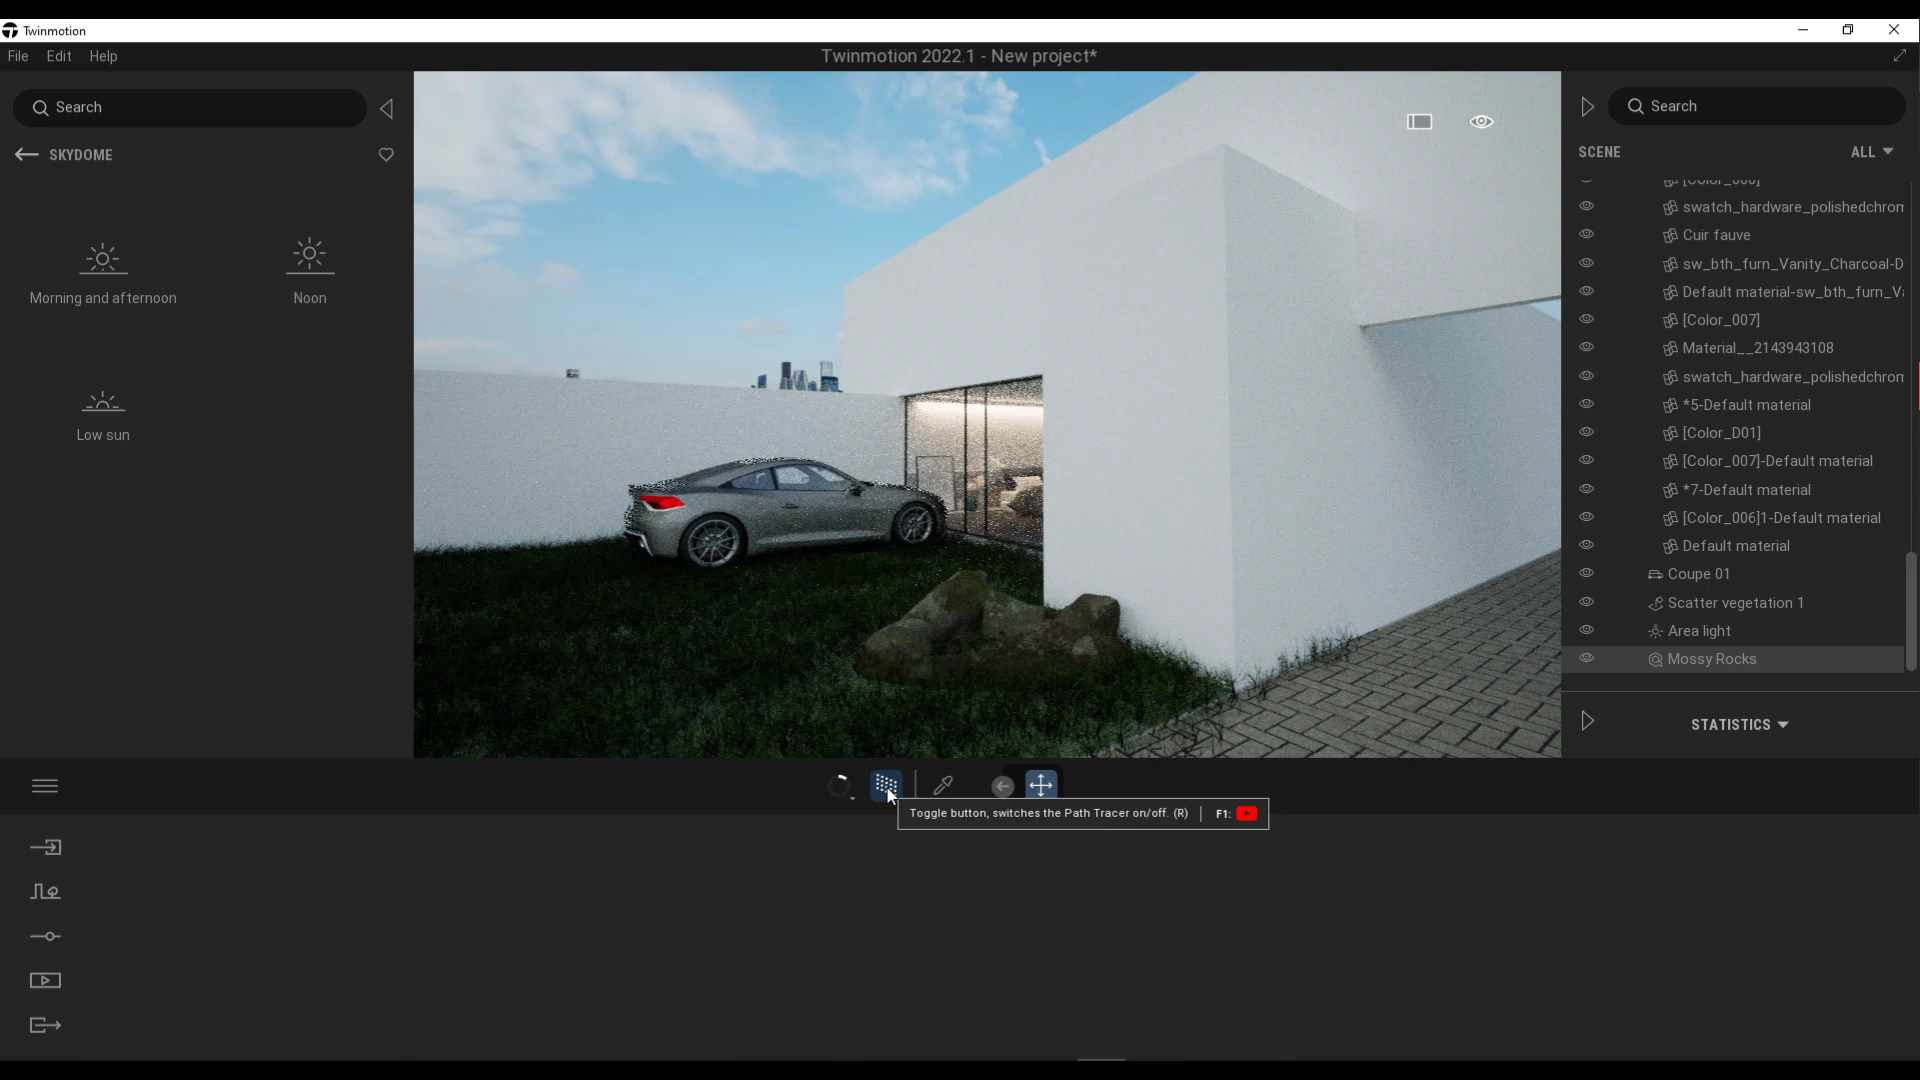 Twinmotion
File Edit Help
Twinmotion 2022.1 - New project*
Search
SKYDOME
Morning and afternoon
Noon
Low sun
Search
SCENE
ALL
swatch_hardware_polishedchrom
Cuir fauve
sw_bth_furn_Vanity_Charcoal-D
Default material-sw_bth_furn_Va
[Color_007]
Material__2143943108
swatch_hardware_polishedchrom
*5-Default material
[Color_D01]
[Color_007]-Default material
*7-Default material
[Color_006]1-Default material
Default material
Coupe 01
Scatter vegetation 1
Area light
Mossy Rocks
STATISTICS
Toggle button, switches the Path Tracer on/off. (R) F1: